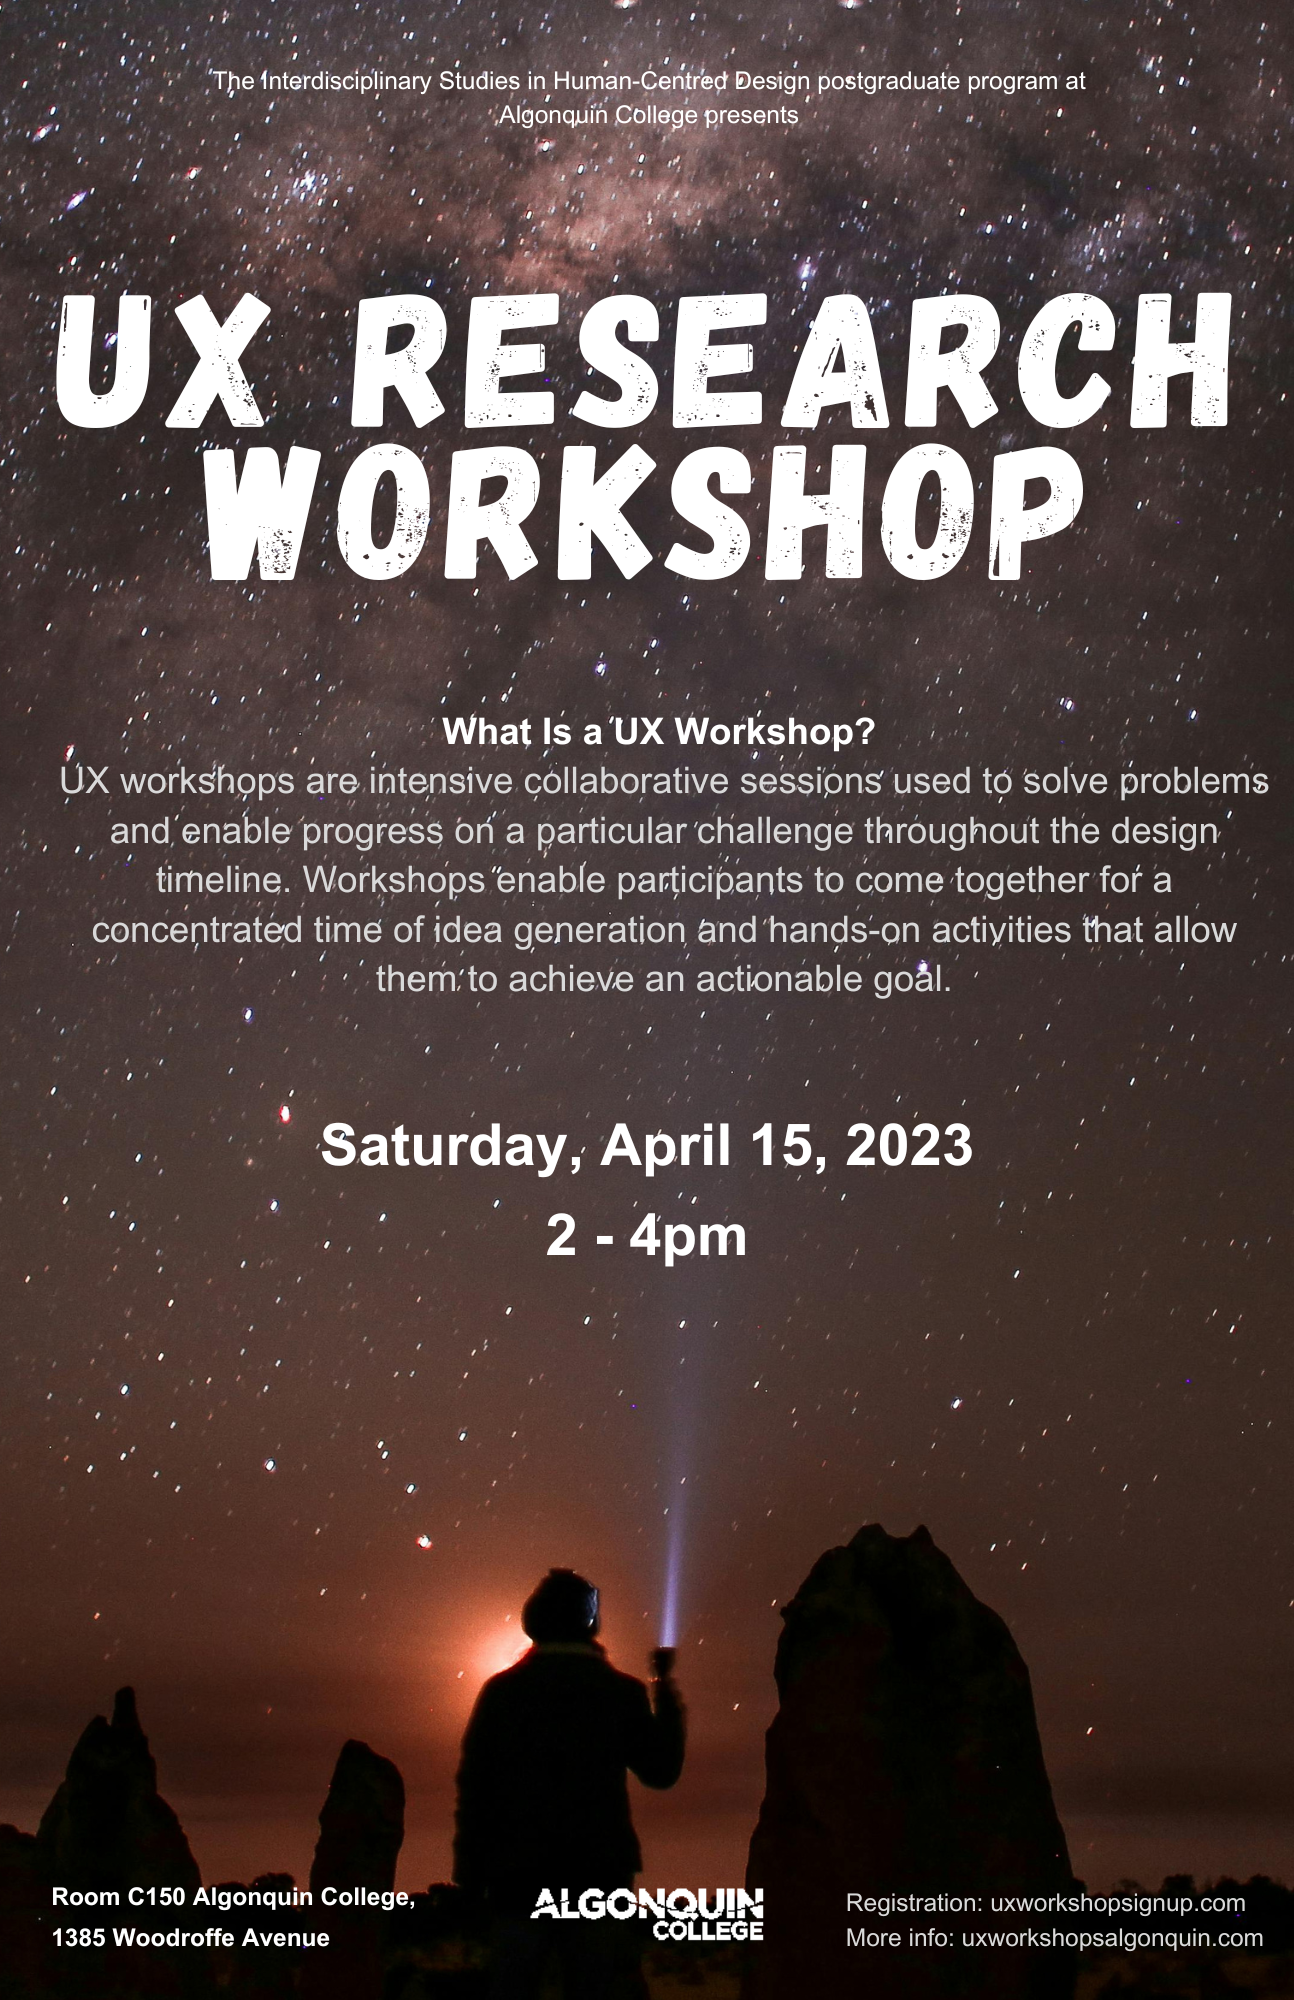 The Interdisciplinary Studies in Human-Centred Design postgraduate program at
Algonquin College presents
UX RESEARCH
WORKSHOP
What Is a UX Workshop?
UX workshops are intensive collaborative sessions used to solve problems
and enable progress on a particular challenge throughout the design
timeline. Workshops enable participants to come together for a
concentrated time of idea generation and hands-on activities that allow
them to achieve an actionable goal.
Saturday, April 15, 2023
2 - 4pm
Room C150 Algonquin College,
1385 Woodroffe Avenue
ALGONQUIN
COLLEGE
Registration: uxworkshopsignup.com
More info: uxworkshopsalgonquin.com